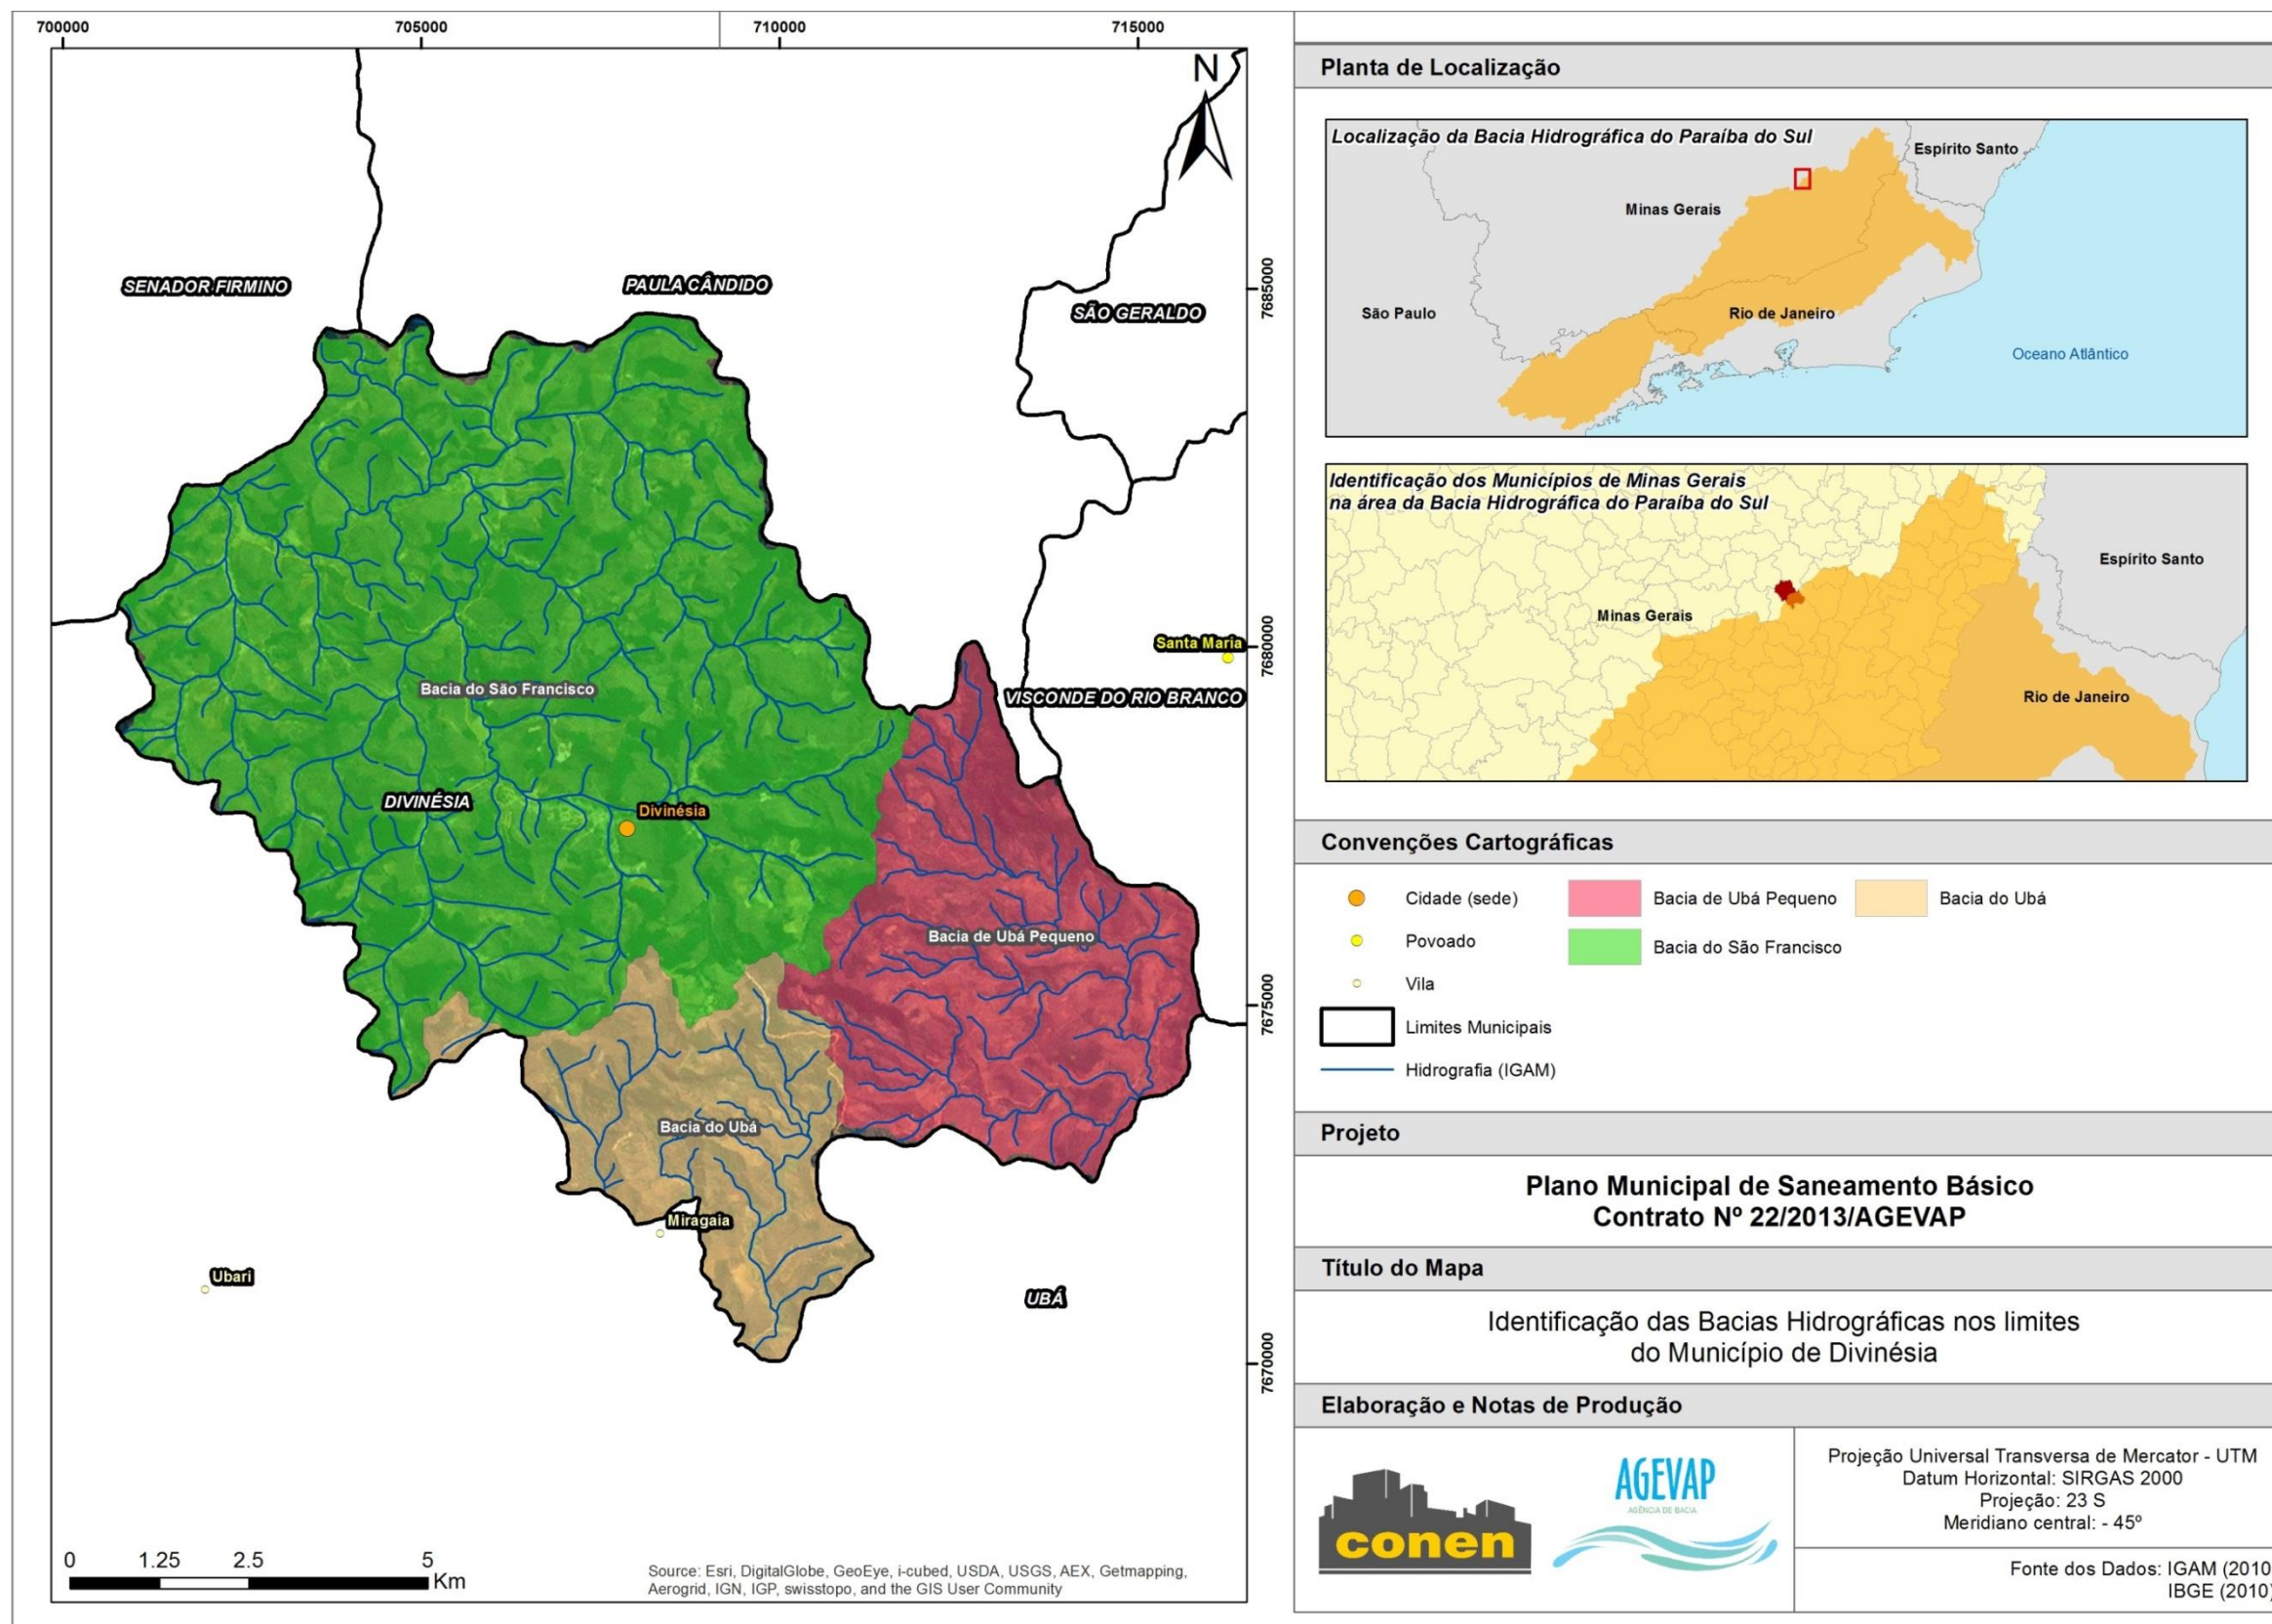 700000
705000
710000
715000
N
SENADOR FIRMINO
PAULA CÂNDIDO
SÃO GERALDO
7685000
Santa Maria
7680000
VISCONDE DO RIO BRANCO
Bacia do São Francisco
DIVINÉSIA
Divinésia
Bacia de Ubá Pequeno
7675000
Bacia do Ubá
Miragaia
Ubari
UBÁ
7670000
0
1.25
2.5
5
Km
Source: Esri, DigitalGlobe, GeoEye, i-cubed, USDA, USGS, AEX, Getmapping,
Aerogrid, IGN, IGP, swisstopo, and the GIS User Community
Planta de Localização
Localização da Bacia Hidrográfica do Paraíba do Sul
Espírito Santo
Minas Gerais
São Paulo
Rio de Janeiro
Oceano Atlântico
Identificação dos Municípios de Minas Gerais
na área da Bacia Hidrográfica do Paraíba do Sul
Espírito Santo
Minas Gerais
Rio de Janeiro
Convenções Cartográficas
Cidade (sede)
Povoado
Vila
Limites Municipais
Hidrografia (IGAM)
Bacia de Ubá Pequeno
Bacia do São Francisco
Bacia do Ubá
Projeto
Plano Municipal de Saneamento Básico
Contrato Nº 22/2013/AGEVAP
Título do Mapa
Identificação das Bacias Hidrográficas nos limites
do Município de Divinésia
Elaboração e Notas de Produção
conen
AGEVAP
AGÊNCIA DE BACIA
Projeção Universal Transversa de Mercator - UTM
Datum Horizontal: SIRGAS 2000
Projeção: 23 S
Meridiano central: - 45º
Fonte dos Dados: IGAM (2010)
IBGE (2010)